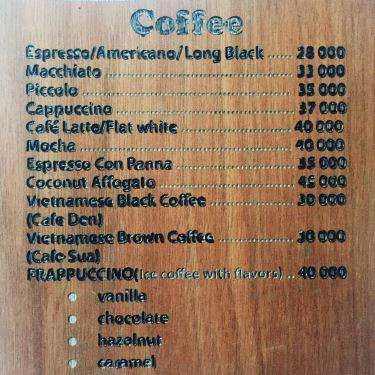 Coffee
Espresso/Americano/Long Black ..... 28 000
Macchiato ..... 33 000
Piccolo ..... 35 000
Cappuccino ..... 37 000
Café Latte/Flat white ..... 40 000
Mocha ..... 40 000
Espresso Con Panna ..... 35 000
Coconut Affogato ..... 45 000
Vietnamese Black Coffee ..... 30 000
(Cafe Den)
Vietnamese Brown Coffee ..... 30 000
(Cafe Sua)
FRAPPUCCINO(Ice coffee with flavors) .. 40 000
vanilla
chocolate
hazelnut
caramel